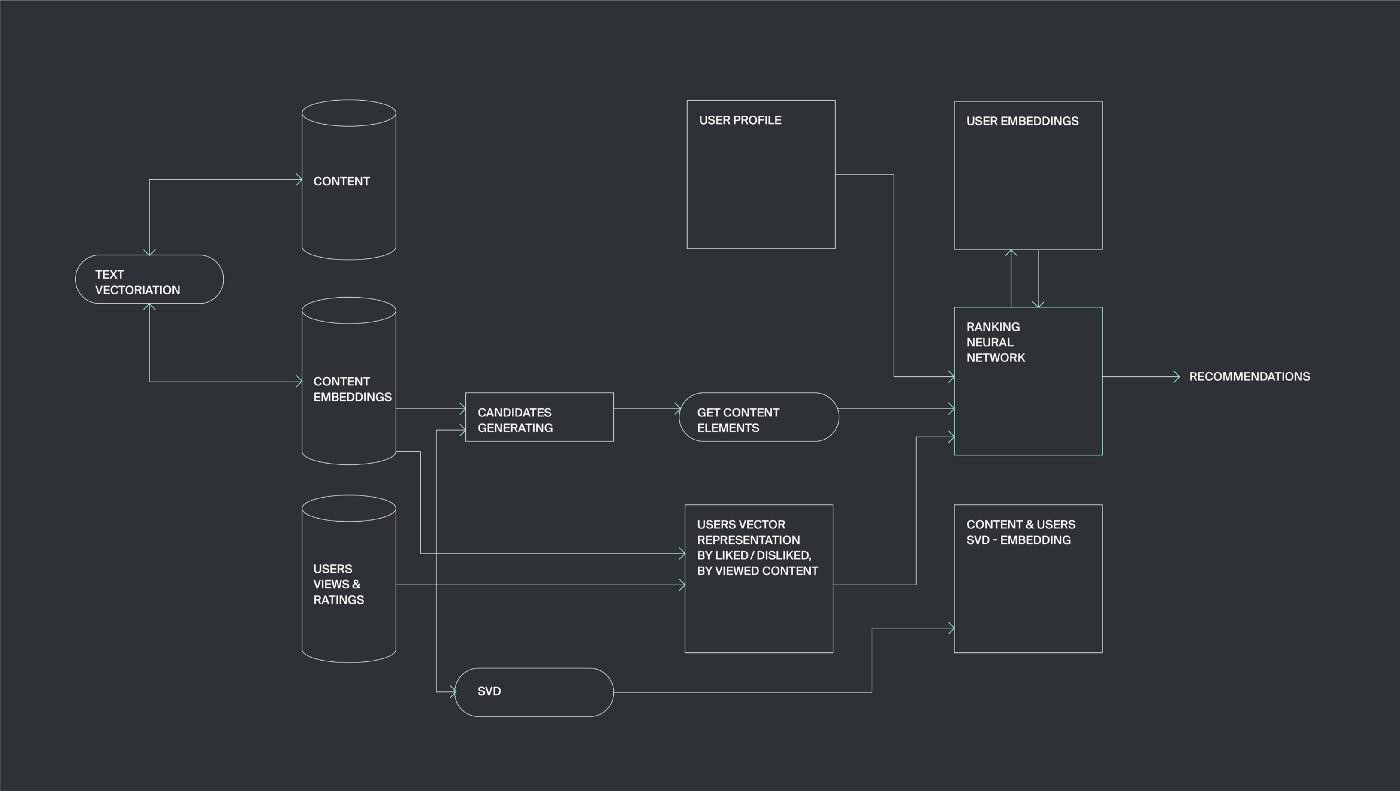 USER PROFILE
USER EMBEDDINGS
CONTENT
TEXT
VECTORIATION
RANKING
NEURAL
NETWORK
RECOMMENDATIONS
CONTENT
EMBEDDINGS
CANDIDATES
GENERATING
GET CONTENT
ELEMENTS
USERS VECTOR
REPRESENTATION
BY LIKED / DISLIKED,
BY VIEWED CONTENT
CONTENT & USERS
SVD - EMBEDDING
USERS
VIEWS &
RATINGS
SVD